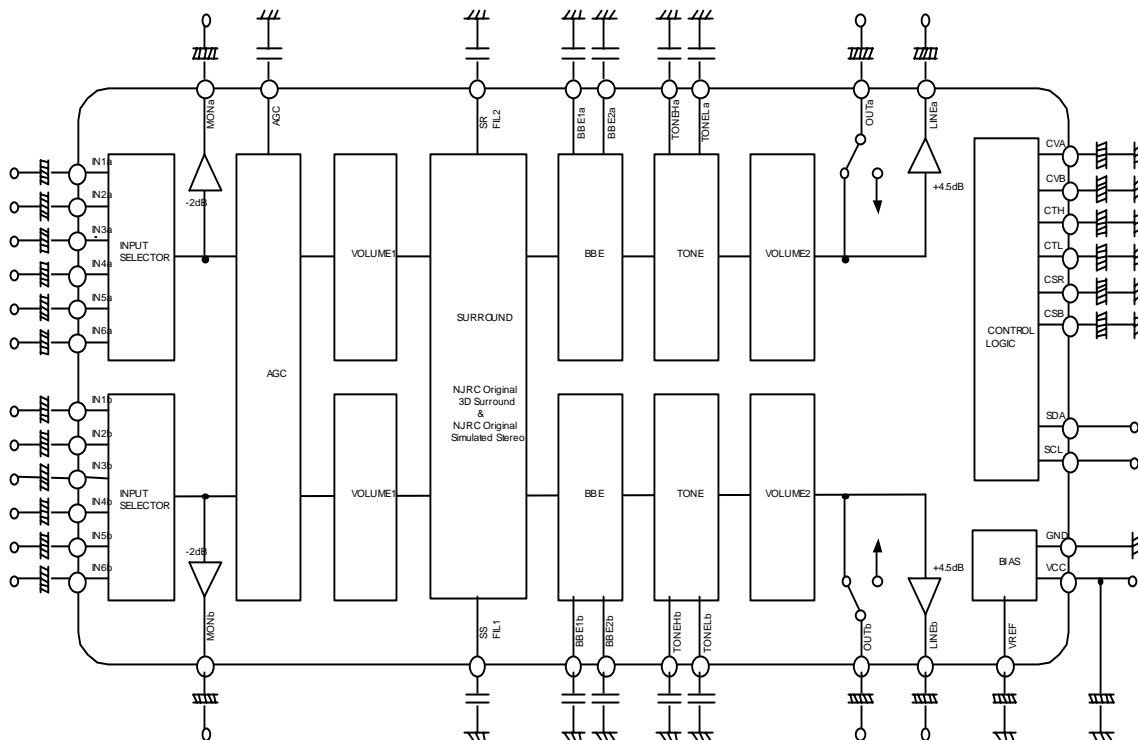 MONa
AGC
SR
FIL2
BBE1a
BBE2a
TONEHa
TONELa
OUTa
LINEa
IN1a
IN2a
IN3a
IN4a
IN5a
IN6a
INPUT
SELECTOR
-2dB
AGC
VOLUME1
SURROUND
NJRC Original
3D Surround
&
NJRC Original
Simulated Stereo
BBE
TONE
VOLUME2
+4.5dB
CONTROL
LOGIC
CVA
CVB
CTH
CTL
CSR
CSB
SDA
SCL
IN1b
IN2b
IN3b
IN4b
IN5b
IN6b
INPUT
SELECTOR
-2dB
VOLUME1
BBE
TONE
VOLUME2
+4.5dB
BIAS
GND
VCC
MONb
SS
FIL1
BBE1b
BBE2b
TONEHb
TONELb
OUTb
LINEb
VREF